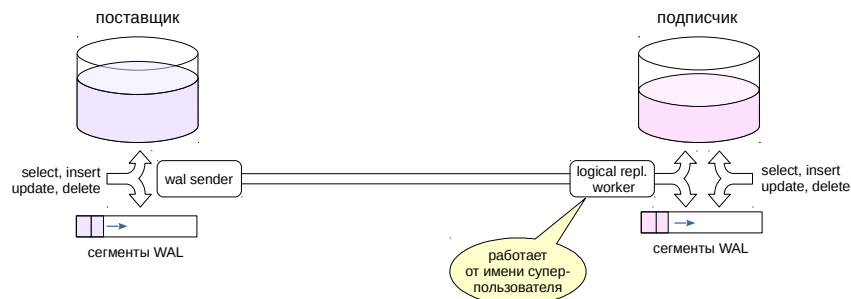 поставщик
подписчик
select, insert
update, delete
wal sender
logical repl.
worker
select, insert
update, delete
сегменты WAL
сегменты WAL
работает
от имени супер-
пользователя